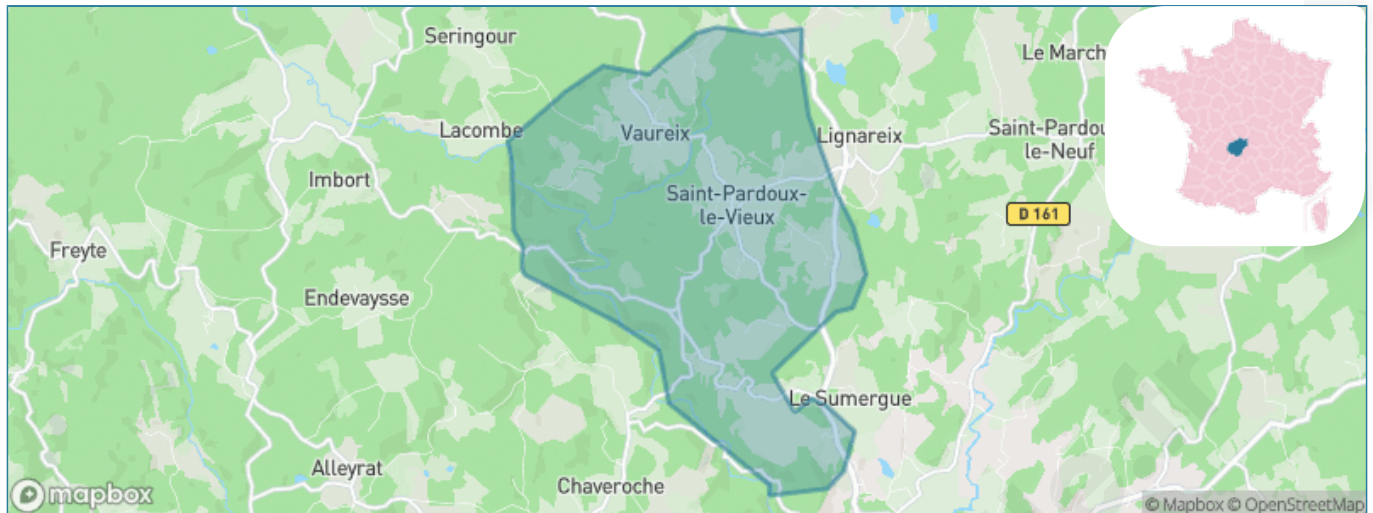 Seringour
Le March
Lacombe
Vaureix
Lignareix
Saint-Pardou
le-Neuf
Imbort
Saint-Pardoux-
le-Vieux
D 161
Freyte
Endevaysse
Le Sumergue
Alleyrat
Chaveroche
mapbox
© Mapbox © OpenStreetMap